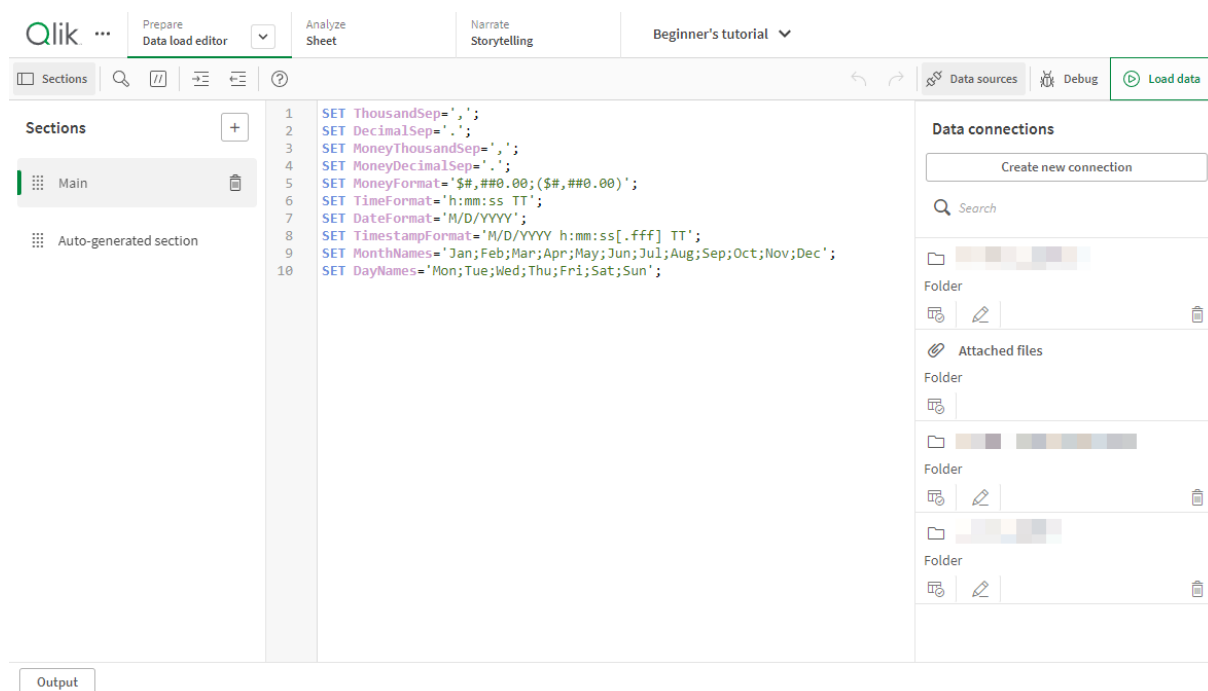 Qlik
Prepare
Data load editor
Analyze
Sheet
Narrate
Storytelling
Beginner's tutorial
Sections
Data sources
Debug
Load data
Sections
+
Main
Auto-generated section
1 SET ThousandSep=',';
2 SET DecimalSep='.';
3 SET MoneyThousandSep=',';
4 SET MoneyDecimalSep='.';
5 SET MoneyFormat='$#,##0.00;($#,##0.00)';
6 SET TimeFormat='h:mm:ss TT';
7 SET DateFormat='M/D/YYYY';
8 SET TimestampFormat='M/D/YYYY h:mm:ss[.fff] TT';
9 SET MonthNames='Jan;Feb;Mar;Apr;May;Jun;Jul;Aug;Sep;Oct;Nov;Dec';
10 SET DayNames='Mon;Tue;Wed;Thu;Fri;Sat;Sun';
Data connections
Create new connection
Search
Folder
Attached files
Folder
Folder
Folder
Output